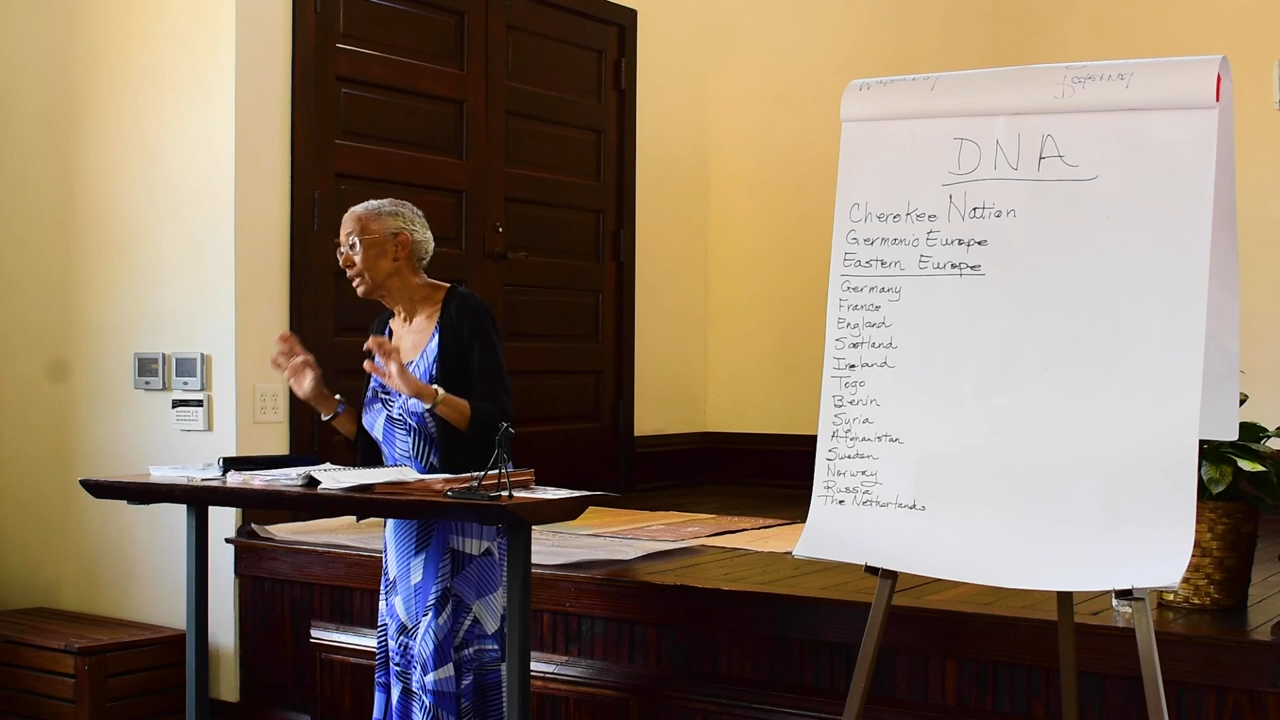 DNA
Cherokee Nation
Germanic Europe
Eastern Europe
Germany
France
England
Scotland
Ireland
Togo
Benin
Syria
Afghanistan
Sweden
Norway
Russia
The Netherlands